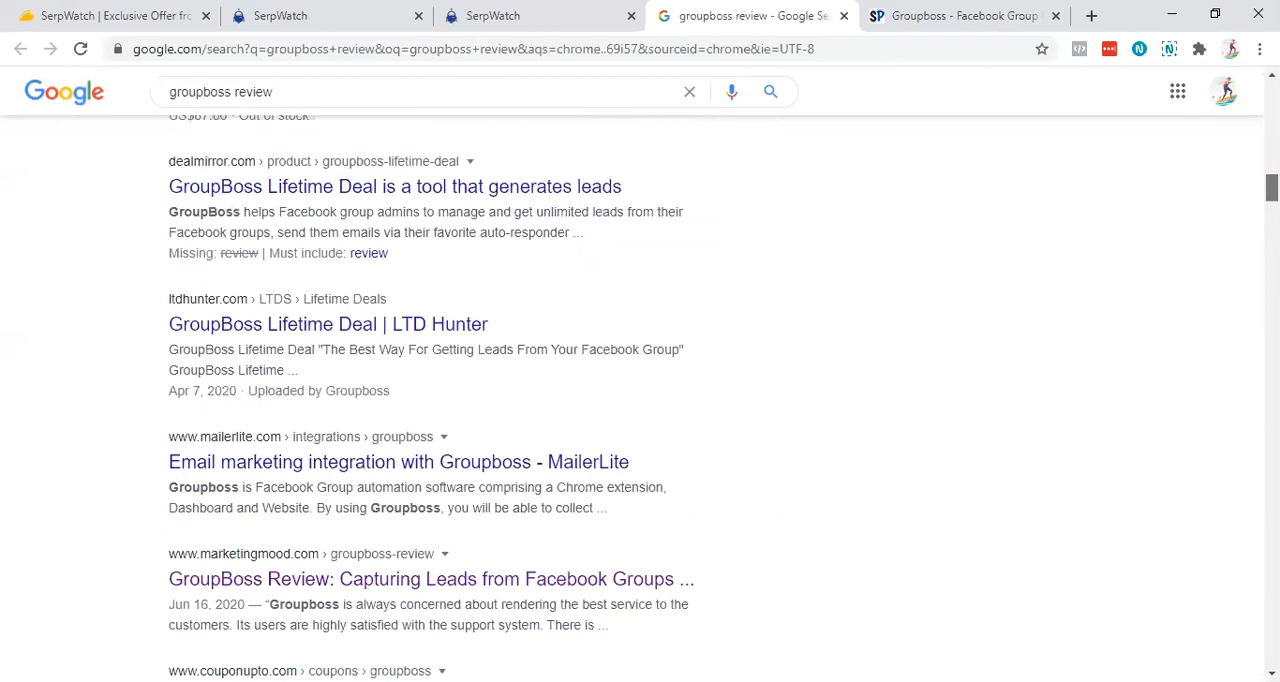 SerpWatch | Exclusive Offer fro
SerpWatch
SerpWatch
groupboss review - Google Se
Groupboss - Facebook Group
google.com/search?q=groupboss+review&oq=groupboss+review&aqs=chrome..69i57&sourceid=chrome&ie=UTF-8
Google
groupboss review
US$67.00 · Out of stock
dealmirror.com › product › groupboss-lifetime-deal
GroupBoss Lifetime Deal is a tool that generates leads
GroupBoss helps Facebook group admins to manage and get unlimited leads from their
Facebook groups, send them emails via their favorite auto-responder ...
Missing: review | Must include: review
ltdhunter.com › LTDS › Lifetime Deals
GroupBoss Lifetime Deal | LTD Hunter
GroupBoss Lifetime Deal "The Best Way For Getting Leads From Your Facebook Group"
GroupBoss Lifetime ...
Apr 7, 2020 · Uploaded by Groupboss
www.mailerlite.com › integrations › groupboss
Email marketing integration with Groupboss - MailerLite
Groupboss is Facebook Group automation software comprising a Chrome extension,
Dashboard and Website. By using Groupboss, you will be able to collect ...
www.marketingmood.com › groupboss-review
GroupBoss Review: Capturing Leads from Facebook Groups ...
Jun 16, 2020 — “Groupboss is always concerned about rendering the best service to the
customers. Its users are highly satisfied with the support system. There is ...
www.couponupto.com › coupons › groupboss